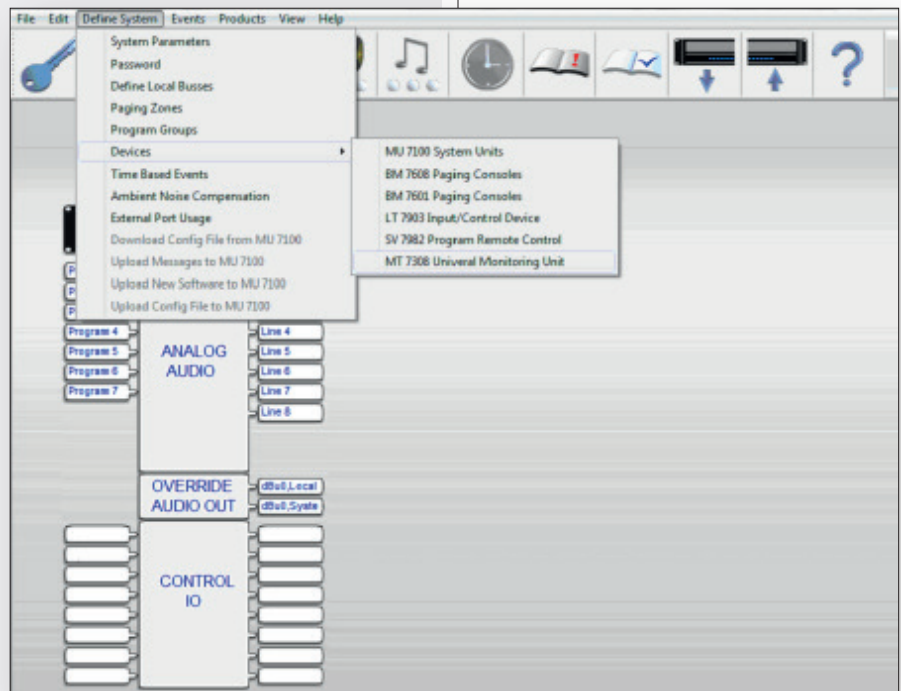 File Edit Define System Events Products View Help
System Parameters
Password
Define Local Busses
Paging Zones
Program Groups
Devices
Time Based Events
Ambient Noise Compensation
External Port Usage
Download Config File from MU 7100
Upload Messages to MU 7100
Upload New Software to MU 7100
Upload Config File to MU 7100
MU 7100 System Units
BM 7608 Paging Consoles
BM 7601 Paging Consoles
LT 7903 Input/Control Device
SV 7982 Program Remote Control
MT 7308 Univeral Monitoring Unit
P
P
P
Program 4
Program 5
Program 6
Program 7
ANALOG
AUDIO
Line 4
Line 5
Line 6
Line 7
Line 8
OVERRIDE
AUDIO OUT
dBu0,Local
dBu0,Syste
CONTROL
IO